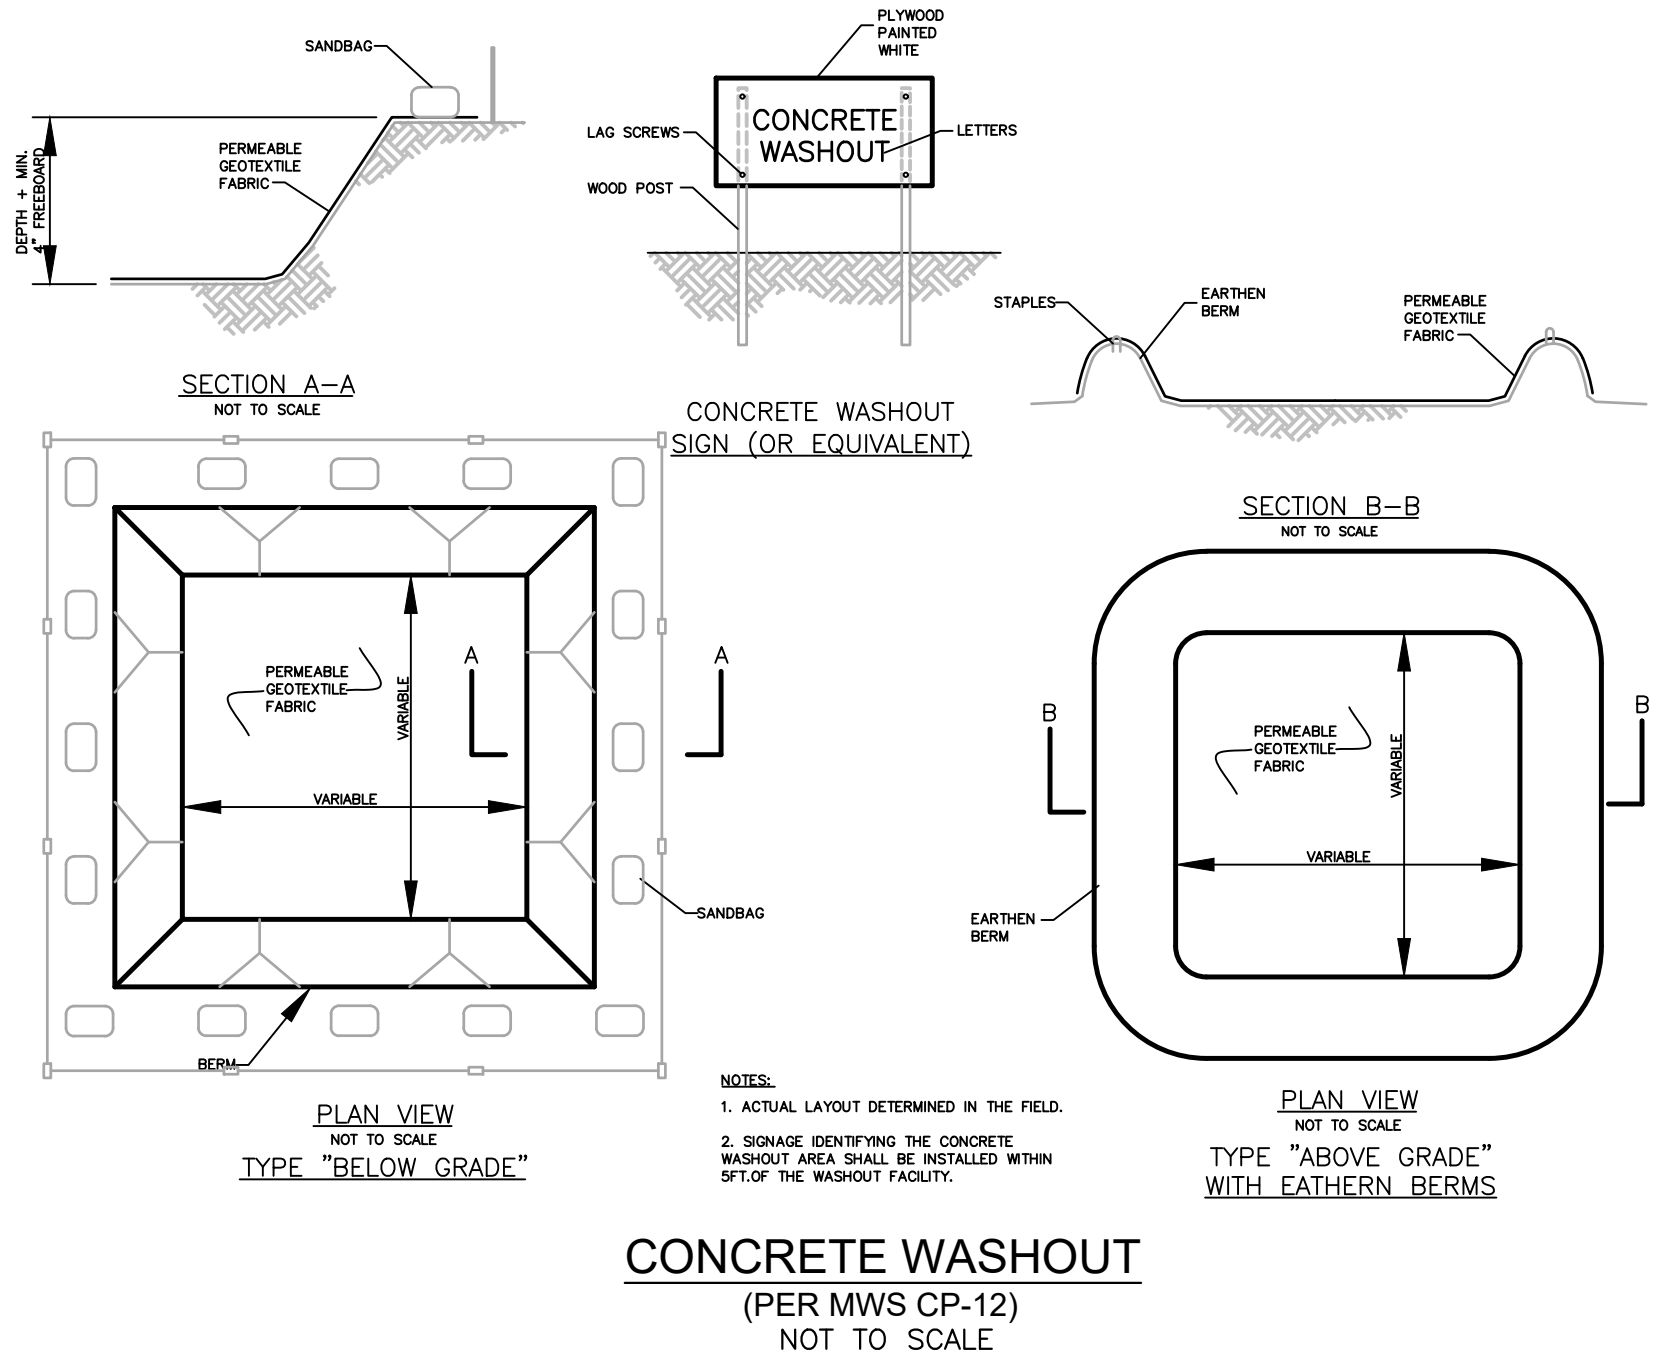 SANDBAG
PERMEABLE
GEOTEXTILE
FABRIC
DEPTH + MIN.
4" FREEBOARD
SECTION A-A
NOT TO SCALE
PLYWOOD
PAINTED
WHITE
CONCRETE
WASHOUT
LAG SCREWS
LETTERS
WOOD POST
CONCRETE WASHOUT
SIGN (OR EQUIVALENT)
STAPLES
EARTHEN
BERM
PERMEABLE
GEOTEXTILE
FABRIC
SECTION B-B
NOT TO SCALE
PERMEABLE
GEOTEXTILE
FABRIC
VARIABLE
VARIABLE
A
A
SANDBAG
BERM
PLAN VIEW
NOT TO SCALE
TYPE "BELOW GRADE"
NOTES:
1. ACTUAL LAYOUT DETERMINED IN THE FIELD.
2. SIGNAGE IDENTIFYING THE CONCRETE
WASHOUT AREA SHALL BE INSTALLED WITHIN
5FT.OF THE WASHOUT FACILITY.
B
B
PERMEABLE
GEOTEXTILE
FABRIC
VARIABLE
VARIABLE
EARTHEN
BERM
PLAN VIEW
NOT TO SCALE
TYPE "ABOVE GRADE"
WITH EATHERN BERMS
CONCRETE WASHOUT
(PER MWS CP-12)
NOT TO SCALE